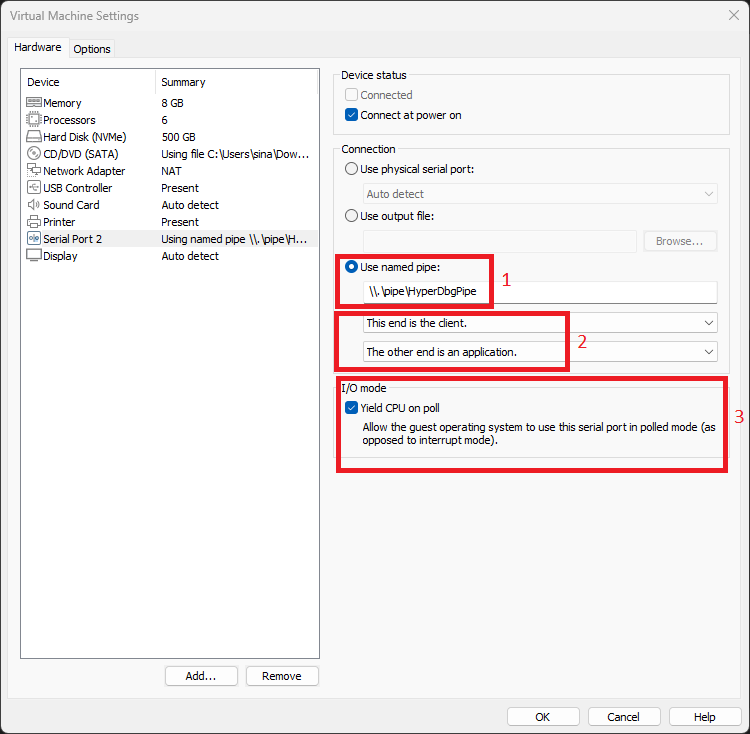 Virtual Machine Settings
Hardware Options
Device Summary
Memory 8 GB
Processors 6
Hard Disk (NVMe) 500 GB
CD/DVD (SATA) Using file C:\Users\sina\Dow...
Network Adapter NAT
USB Controller Present
Sound Card Auto detect
Printer Present
Serial Port 2 Using named pipe \\.\pipe\H...
Display Auto detect
Add... Remove
Device status
Connected
Connect at power on
Connection
Use physical serial port:
Auto detect
Use output file:
Browse...
Use named pipe:
1
\\.\pipe\HyperDbgPipe
This end is the client.
2
The other end is an application.
I/O mode
Yield CPU on poll
3
Allow the guest operating system to use this serial port in polled mode (as
opposed to interrupt mode).
OK Cancel Help